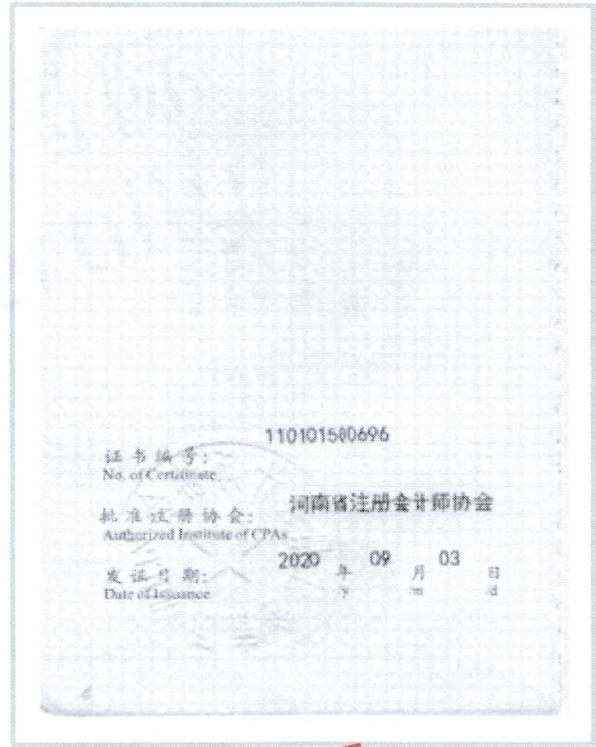 110101500696
证书编号:
No. of Certificate
河南省注册会计师协会
批准注册协会:
Authorized Institute of CPAs
2020 年 09 月 03 日
发证日期:
Date of Issuance /y /m /d